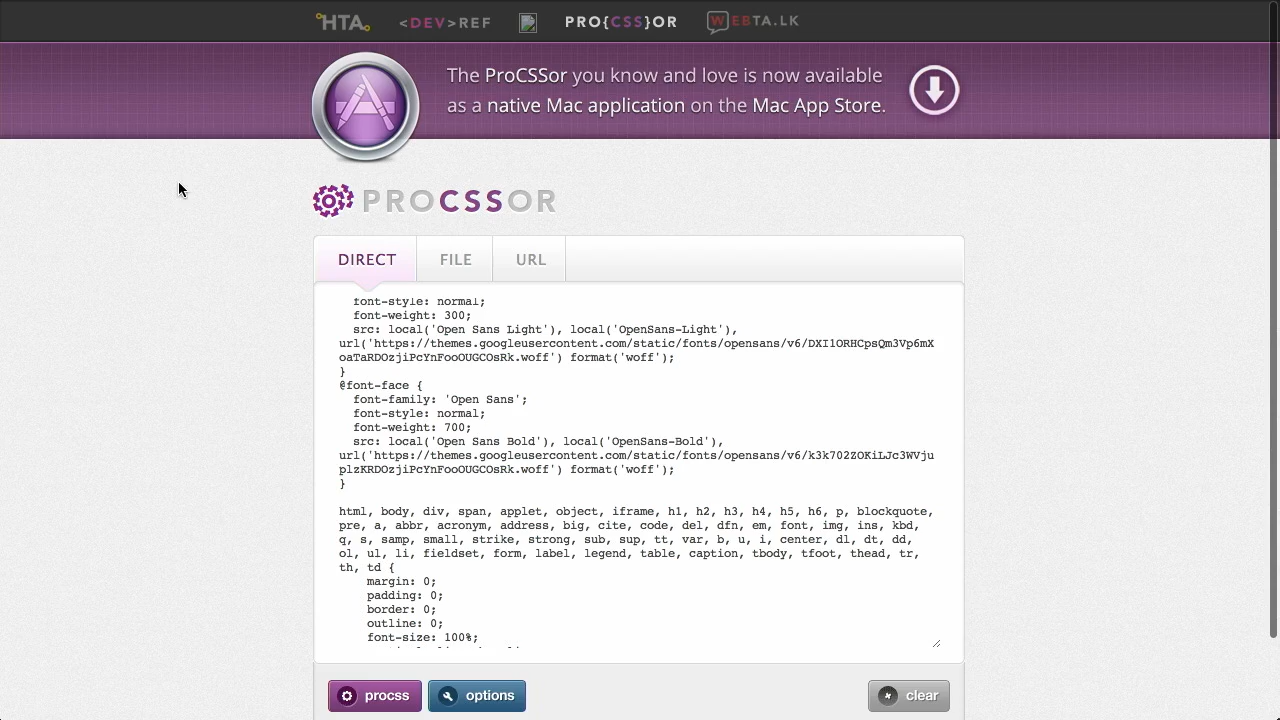 HTA.
<DEV>REF
PRO{CSS}OR
WEBTA.LK
The ProCSSor you know and love is now available
as a native Mac application on the Mac App Store.
PROCSSOR
DIRECT
FILE
URL
font-style: normal;
font-weight: 300;
src: local('Open Sans Light'), local('OpenSans-Light'),
url('https://themes.googleusercontent.com/static/fonts/opensans/v6/DXI1ORHCpsQm3Vp6mX
oaTaRDOzjiPcYnFooOUGCOsRk.woff') format('woff');
}
@font-face {
font-family: 'Open Sans';
font-style: normal;
font-weight: 700;
src: local('Open Sans Bold'), local('OpenSans-Bold'),
url('https://themes.googleusercontent.com/static/fonts/opensans/v6/k3k702ZOKiLJc3WVju
plzKRDOzjiPcYnFooOUGCOsRk.woff') format('woff');
}
html, body, div, span, applet, object, iframe, h1, h2, h3, h4, h5, h6, p, blockquote,
pre, a, abbr, acronym, address, big, cite, code, del, dfn, em, font, img, ins, kbd,
q, s, samp, small, strike, strong, sub, sup, tt, var, b, u, i, center, dl, dt, dd,
ol, ul, li, fieldset, form, label, legend, table, caption, tbody, tfoot, thead, tr,
th, td {
margin: 0;
padding: 0;
border: 0;
outline: 0;
font-size: 100%;
procss
options
clear